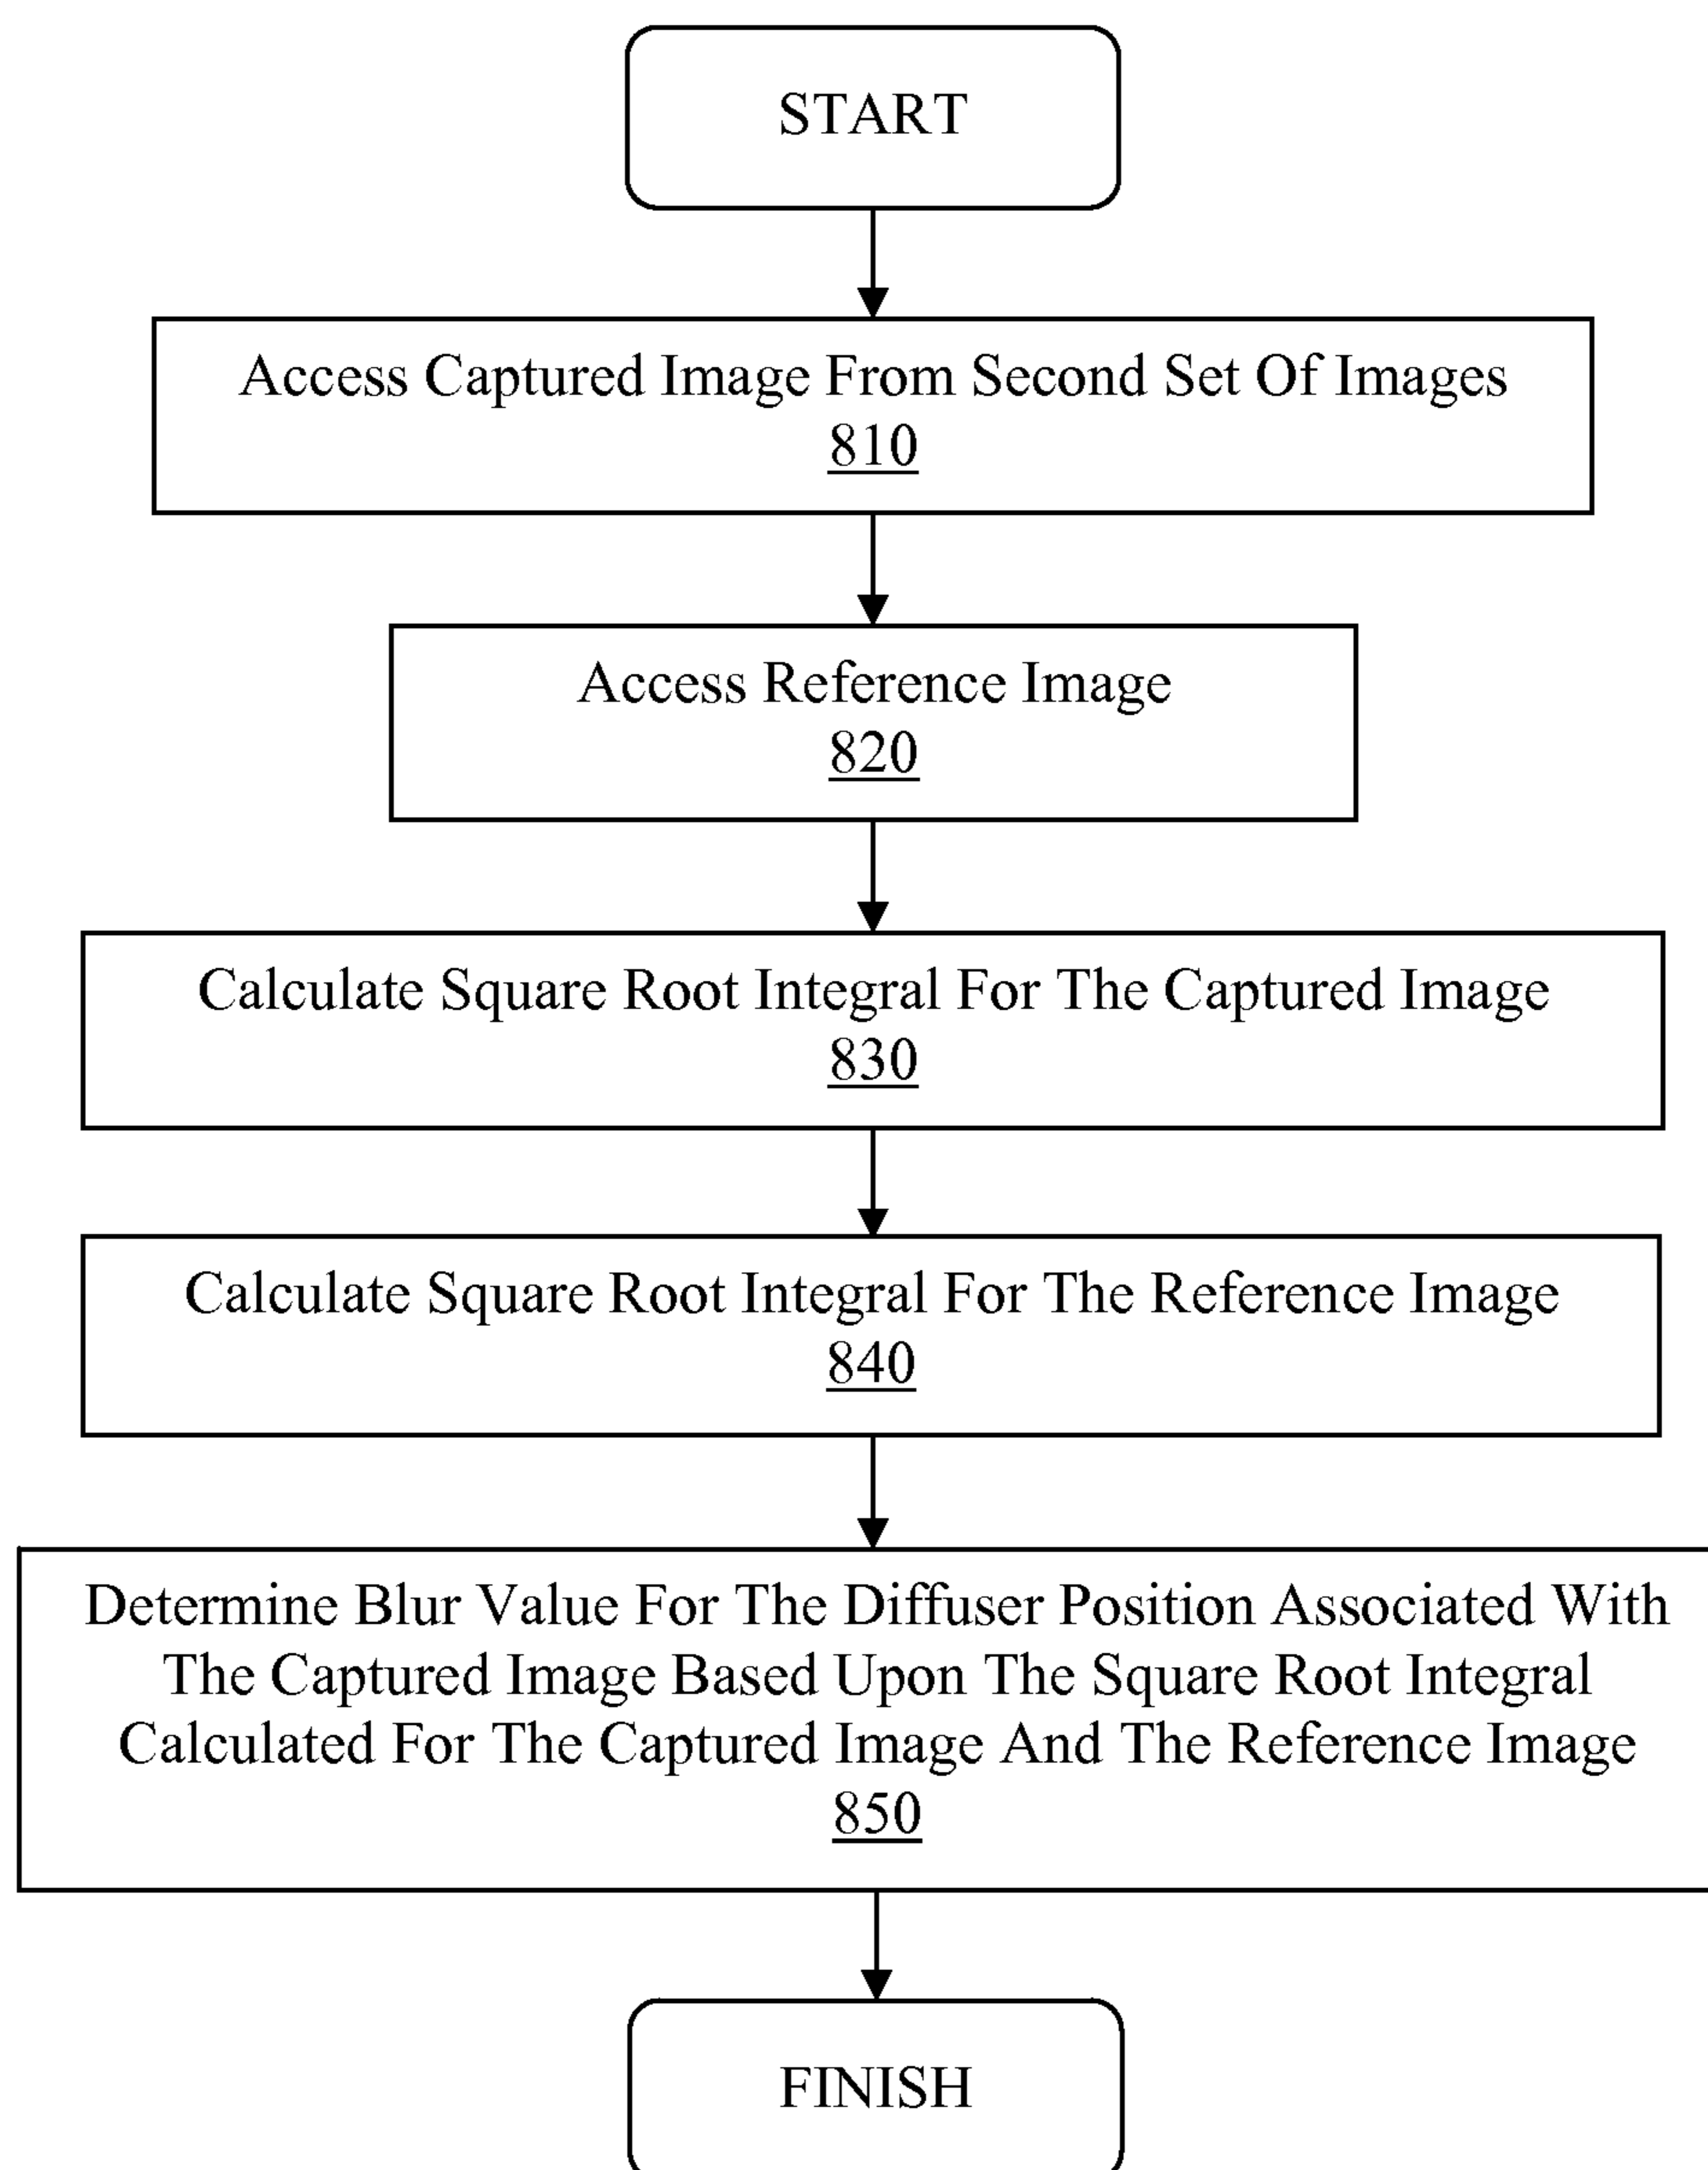 START
Access Captured Image From Second Set Of Images
810
Access Reference Image
820
Calculate Square Root Integral For The Captured Image
830
Calculate Square Root Integral For The Reference Image
840
Determine Blur Value For The Diffuser Position Associated With
The Captured Image Based Upon The Square Root Integral
Calculated For The Captured Image And The Reference Image
850
FINISH